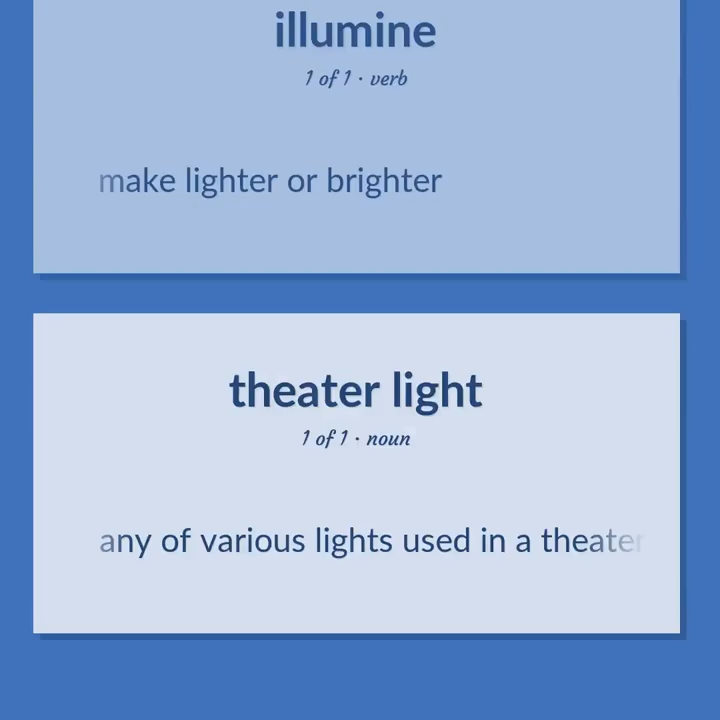 illumine
1 of 1 · verb
make lighter or brighter
theater light
1 of 1 · noun
any of various lights used in a theater